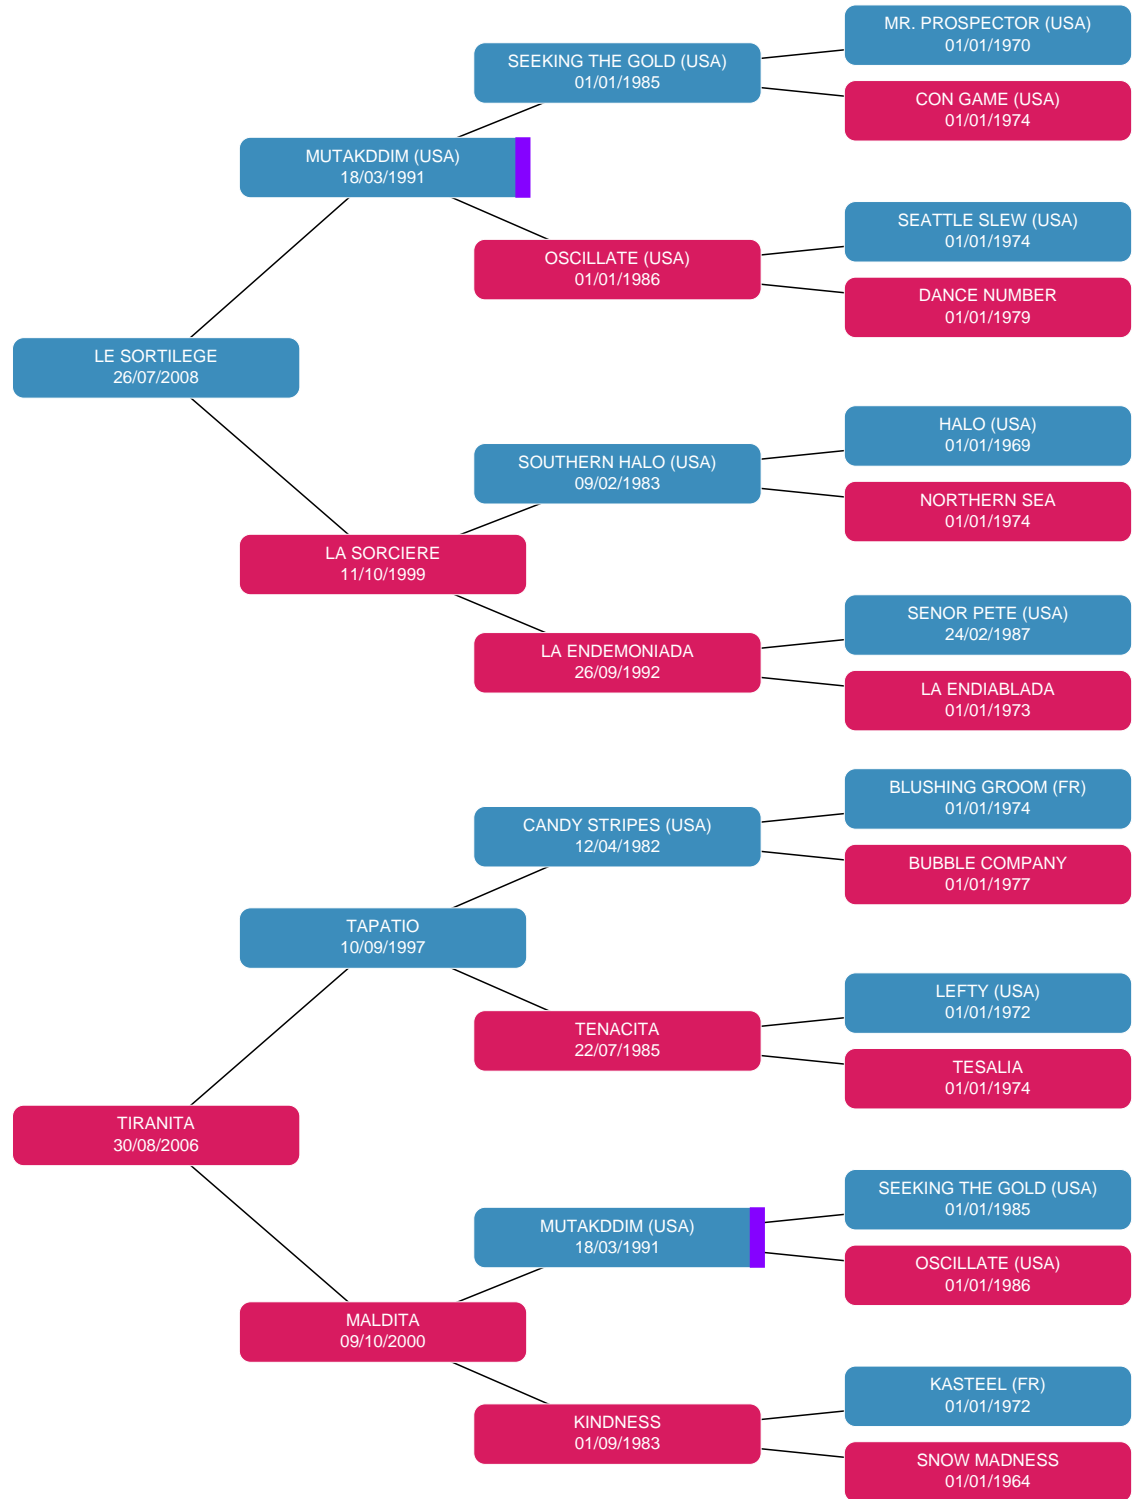 MR. PROSPECTOR (USA)
01/01/1970
SEEKING THE GOLD (USA)
01/01/1985
CON GAME (USA)
01/01/1974
MUTAKDDIM (USA)
18/03/1991
SEATTLE SLEW (USA)
01/01/1974
OSCILLATE (USA)
01/01/1986
DANCE NUMBER
01/01/1979
LE SORTILEGE
26/07/2008
HALO (USA)
01/01/1969
SOUTHERN HALO (USA)
09/02/1983
NORTHERN SEA
01/01/1974
LA SORCIERE
11/10/1999
SENOR PETE (USA)
24/02/1987
LA ENDEMONIADA
26/09/1992
LA ENDIABLADA
01/01/1973
BLUSHING GROOM (FR)
01/01/1974
CANDY STRIPES (USA)
12/04/1982
BUBBLE COMPANY
01/01/1977
TAPATIO
10/09/1997
LEFTY (USA)
01/01/1972
TENACITA
22/07/1985
TESALIA
01/01/1974
TIRANITA
30/08/2006
SEEKING THE GOLD (USA)
01/01/1985
MUTAKDDIM (USA)
18/03/1991
OSCILLATE (USA)
01/01/1986
MALDITA
09/10/2000
KASTEEL (FR)
01/01/1972
KINDNESS
01/09/1983
SNOW MADNESS
01/01/1964